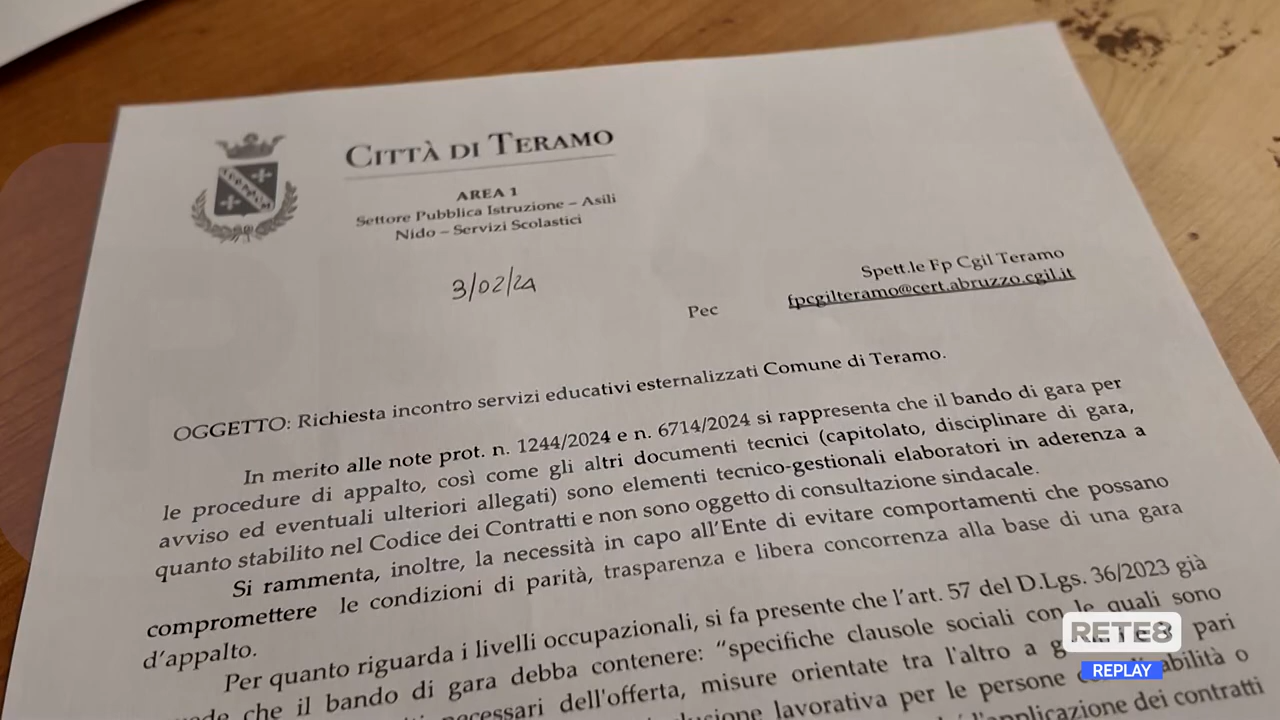 CITTÀ DI TERAMO
AREA 1
Settore Pubblica Istruzione – Asili
Nido – Servizi Scolastici
3/02/24
Spett.le Fp Cgil Teramo
Pec fpcgilteramo@cert.abruzzo.cgil.it
OGGETTO: Richiesta incontro servizi educativi esternalizzati Comune di Teramo.
In merito alle note prot. n. 1244/2024 e n. 6714/2024 si rappresenta che il bando di gara per
le procedure di appalto, così come gli altri documenti tecnici (capitolato, disciplinare di gara,
avviso ed eventuali ulteriori allegati) sono elementi tecnico-gestionali elaboratori in aderenza a
quanto stabilito nel Codice dei Contratti e non sono oggetto di consultazione sindacale.
Si rammenta, inoltre, la necessità in capo all'Ente di evitare comportamenti che possano
compromettere le condizioni di parità, trasparenza e libera concorrenza alla base di una gara
d'appalto.
Per quanto riguarda i livelli occupazionali, si fa presente che l'art. 57 del D.Lgs. 36/2023 già
che il bando di gara debba contenere: "specifiche clausole sociali con le quali sono
dell'offerta, misure orientate tra l'altro a pari
lavorativa per le persone o
dei contratti
RETE8
REPLAY